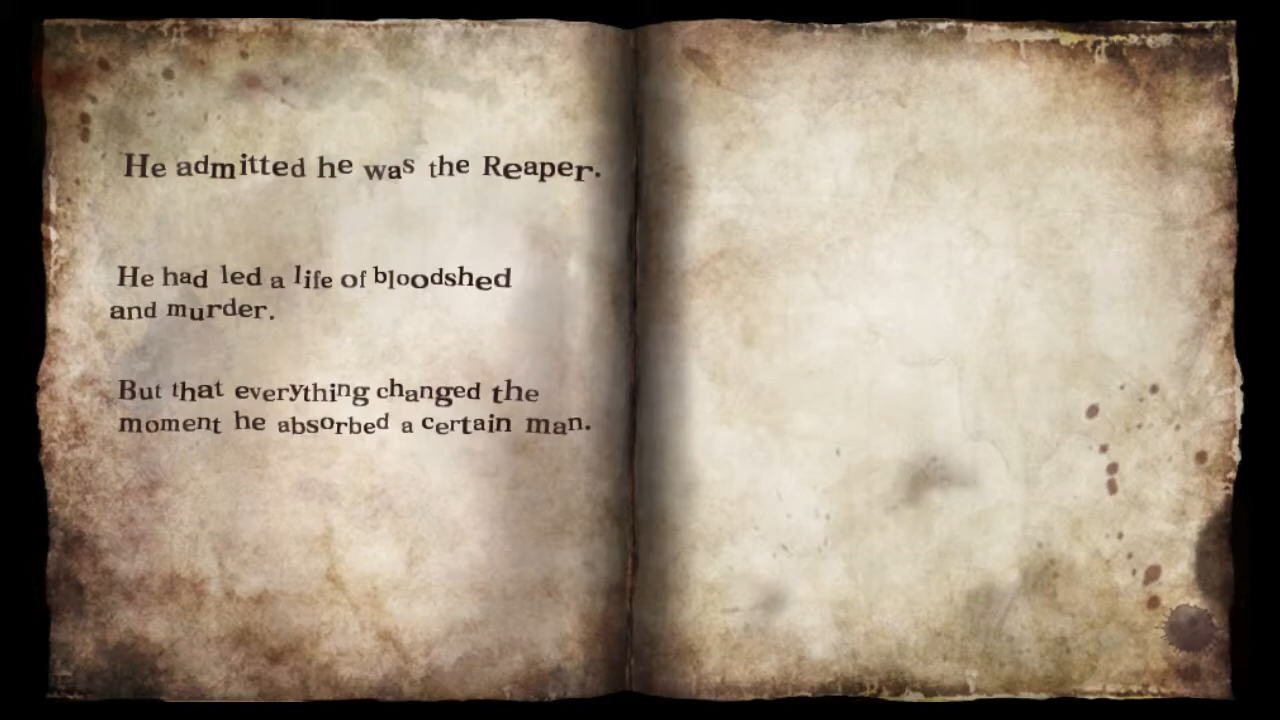 He admitted he was the Reaper.
He had led a life of bloodshed
and murder.
But that everything changed the
moment he absorbed a certain man.